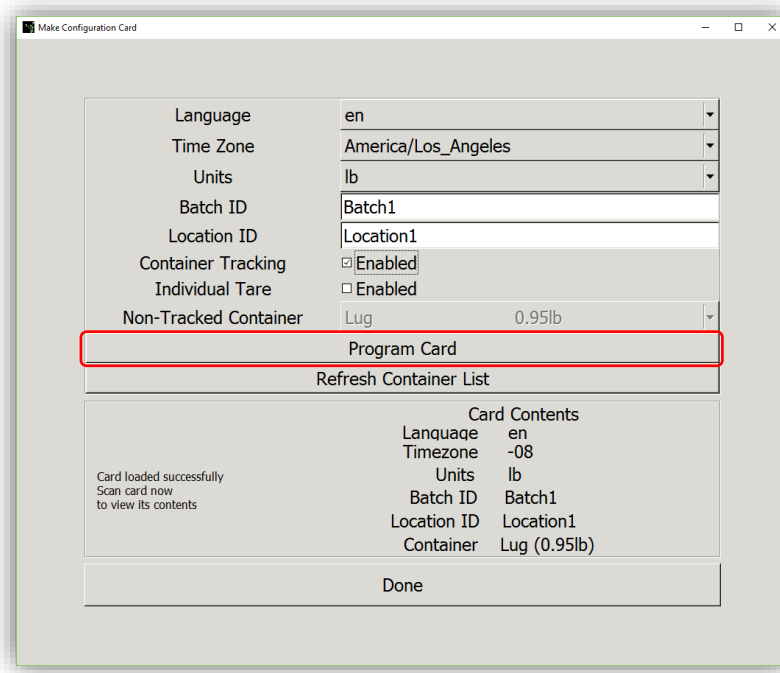 Make Configuration Card
Language en
Time Zone America/Los_Angeles
Units lb
Batch ID Batch1
Location ID Location1
Container Tracking Enabled
Individual Tare Enabled
Non-Tracked Container Lug 0.95lb
Program Card
Refresh Container List
Card Contents
Language en
Timezone -08
Units lb
Batch ID Batch1
Location ID Location1
Container Lug (0.95lb)
Card loaded successfully
Scan card now
to view its contents
Done